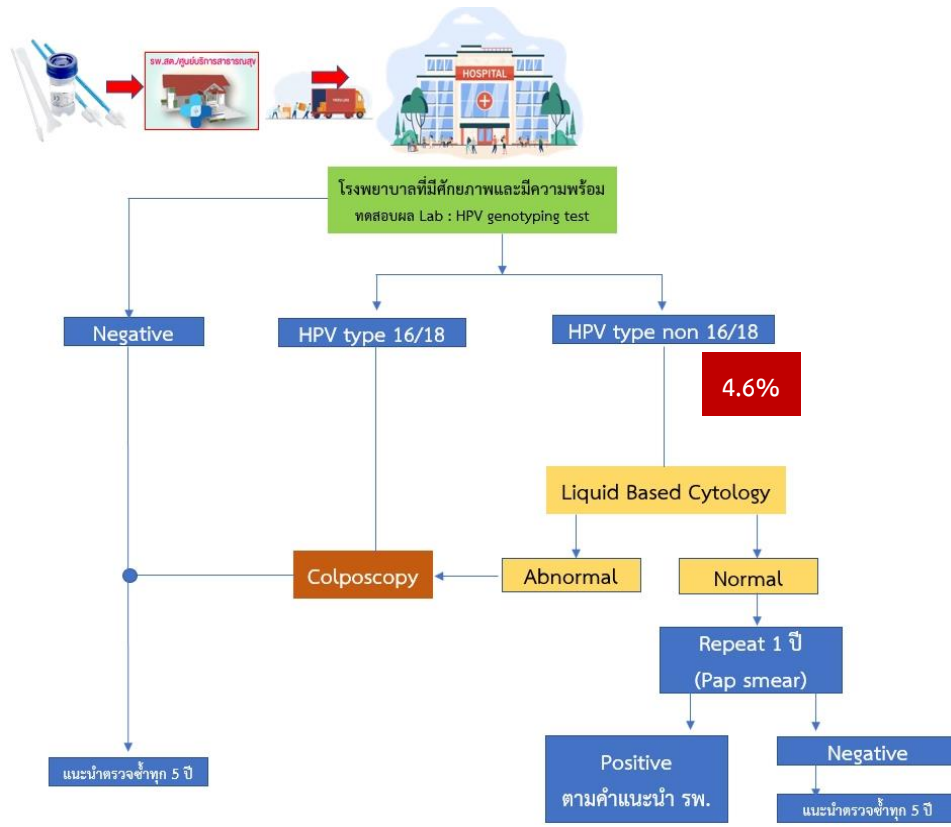 รพ.สต./ศูนย์บริการสาธารณสุข
HOSPITAL
โรงพยาบาลที่มีศักยภาพและมีความพร้อม
ทดสอบผล Lab : HPV genotyping test
Negative
HPV type 16/18
HPV type non 16/18
4.6%
Liquid Based Cytology
Colposcopy
Abnormal
Normal
Repeat 1 ปี
(Pap smear)
แนะนำตรวจซ้ำทุก 5 ปี
Positive
ตามคำแนะนำ รพ.
Negative
แนะนำตรวจซ้ำทุก 5 ปี